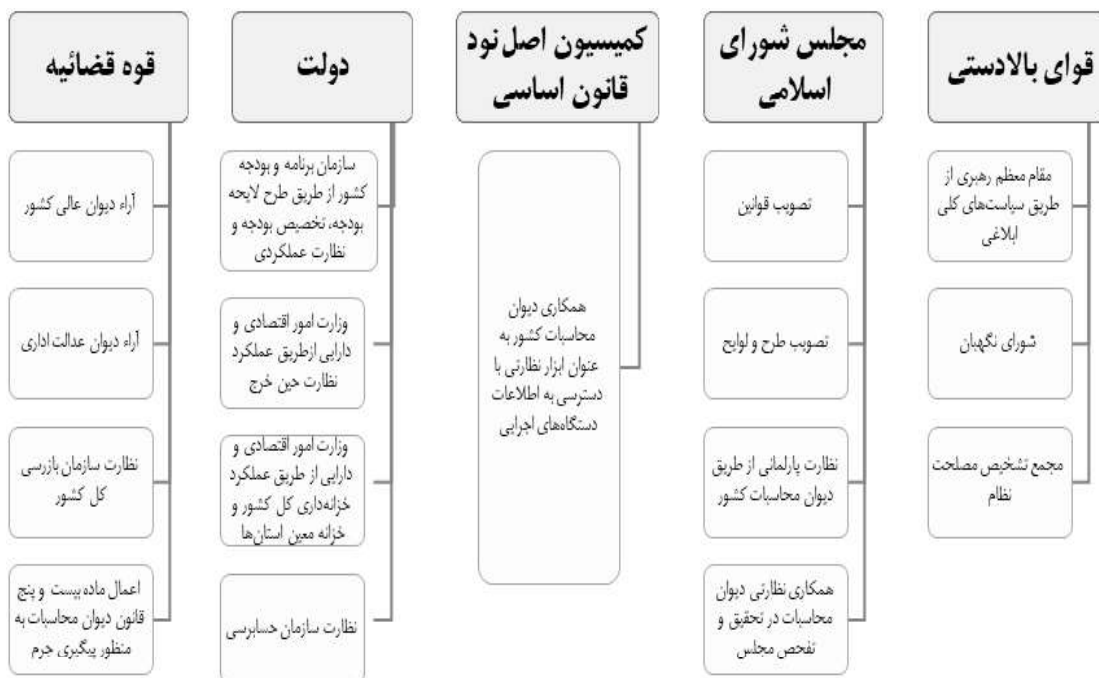 قوای بالادستی
مقام معظم رهبری از
طریق سیاست‌های کلی
ابلاغی
شورای نگهبان
مجمع تشخیص مصلحت
نظام
مجلس شورای
اسلامی
تصویب قوانین
تصویب طرح و لوایح
نظارت پارلمانی از طریق
دیوان محاسبات کشور
همکاری نظارتی دیوان
محاسبات در تحقیق و
تفحص مجلس
کمیسیون اصل نود
قانون اساسی
همکاری دیوان
محاسبات کشور به
عنوان ابزار نظارتی با
دسترسی به اطلاعات
دستگاه‌های اجرایی
دولت
سازمان برنامه و بودجه
کشور از طریق طرح لایحه
بودجه، تخصیص بودجه و
نظارت عملکردی
وزارت امور اقتصادی و
دارایی ازطریق عملکرد
نظارت حین خرج
وزارت امور اقتصادی و
دارایی از طریق عملکرد
خزانه‌داری کل کشور و
خزانه معین استان‌ها
نظارت سازمان حسابرسی
قوه قضائیه
آراء دیوان عالی کشور
آراء دیوان عدالت اداری
نظارت سازمان بازرسی
کل کشور
اعمال ماده بیست و پنج
قانون دیوان محاسبات به
منظور پیگیری جرم